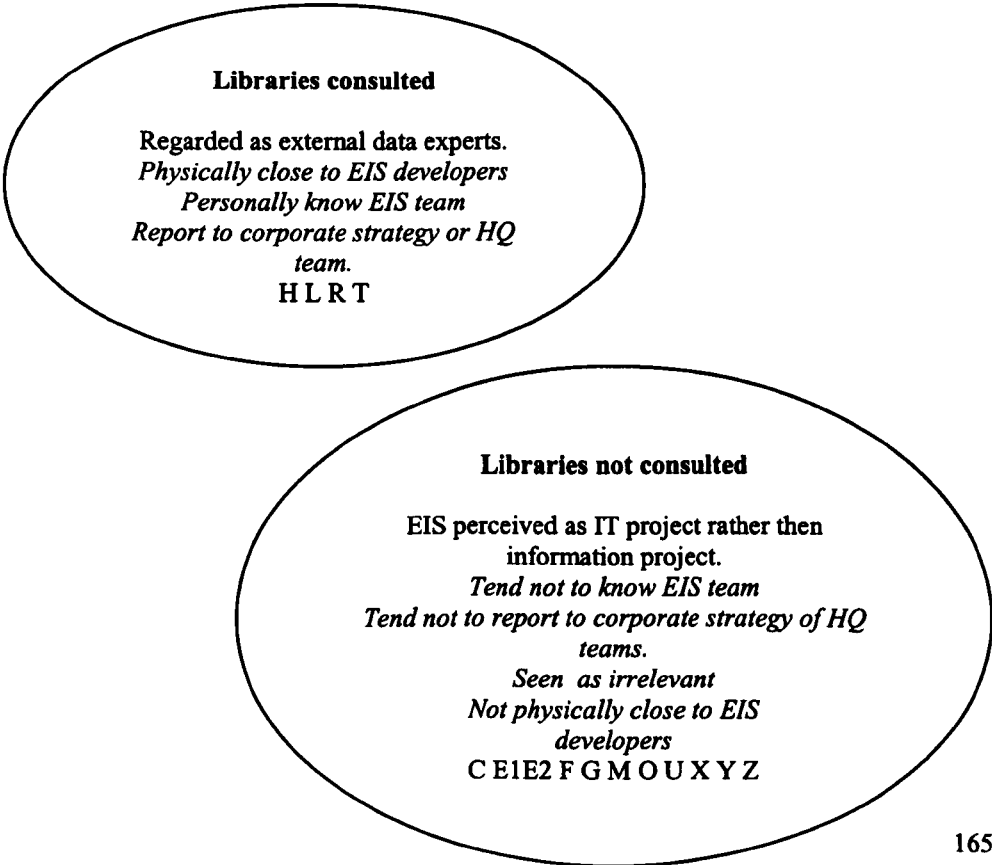 Libraries consulted
Regarded as external data experts.
Physically close to EIS developers
Personally know EIS team
Report to corporate strategy or HQ
team.
H L R T
Libraries not consulted
EIS perceived as IT project rather then
information project.
Tend not to know EIS team
Tend not to report to corporate strategy of HQ
teams.
Seen as irrelevant
Not physically close to EIS
developers
C E1E2 F G M O U X Y Z
165